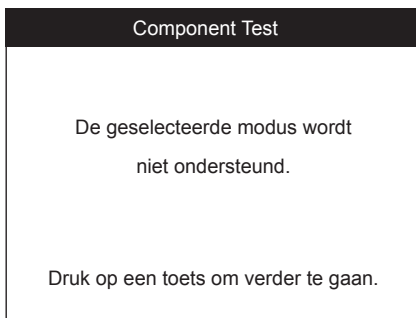 Component Test
De geselecteerde modus wordt
niet ondersteund.
Druk op een toets om verder te gaan.